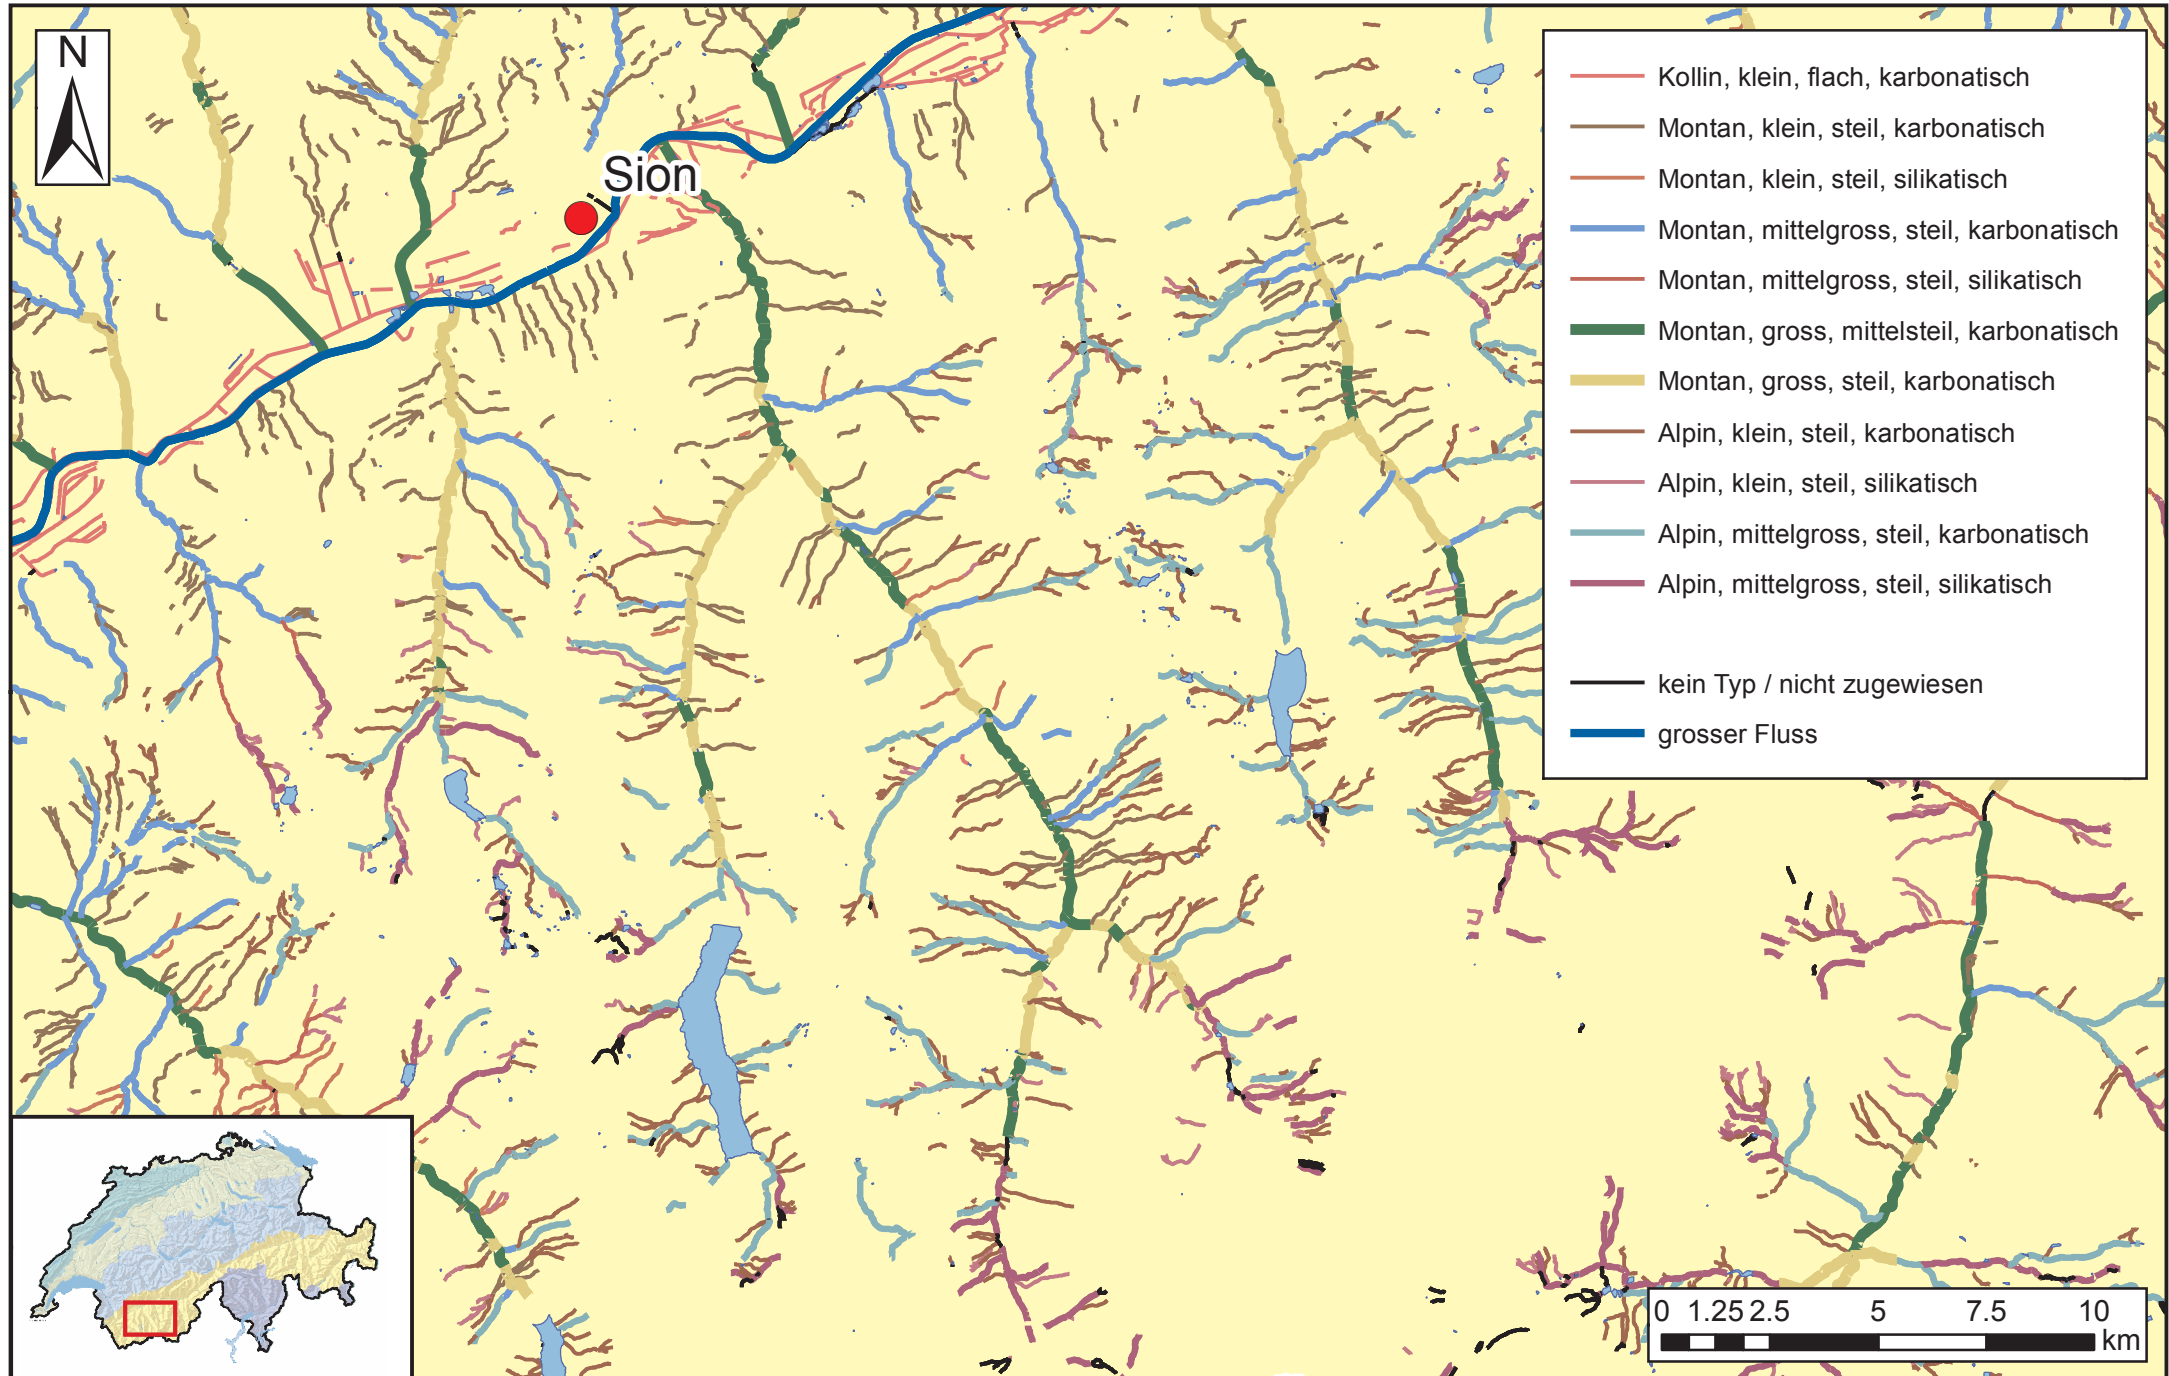 N
Sion
Kollin, klein, flach, karbonatisch
Montan, klein, steil, karbonatisch
Montan, klein, steil, silikatisch
Montan, mittelgross, steil, karbonatisch
Montan, mittelgross, steil, silikatisch
Montan, gross, mittelsteil, karbonatisch
Montan, gross, steil, karbonatisch
Alpin, klein, steil, karbonatisch
Alpin, klein, steil, silikatisch
Alpin, mittelgross, steil, karbonatisch
Alpin, mittelgross, steil, silikatisch
kein Typ / nicht zugewiesen
grosser Fluss
0 1.25 2.5 5 7.5 10
km